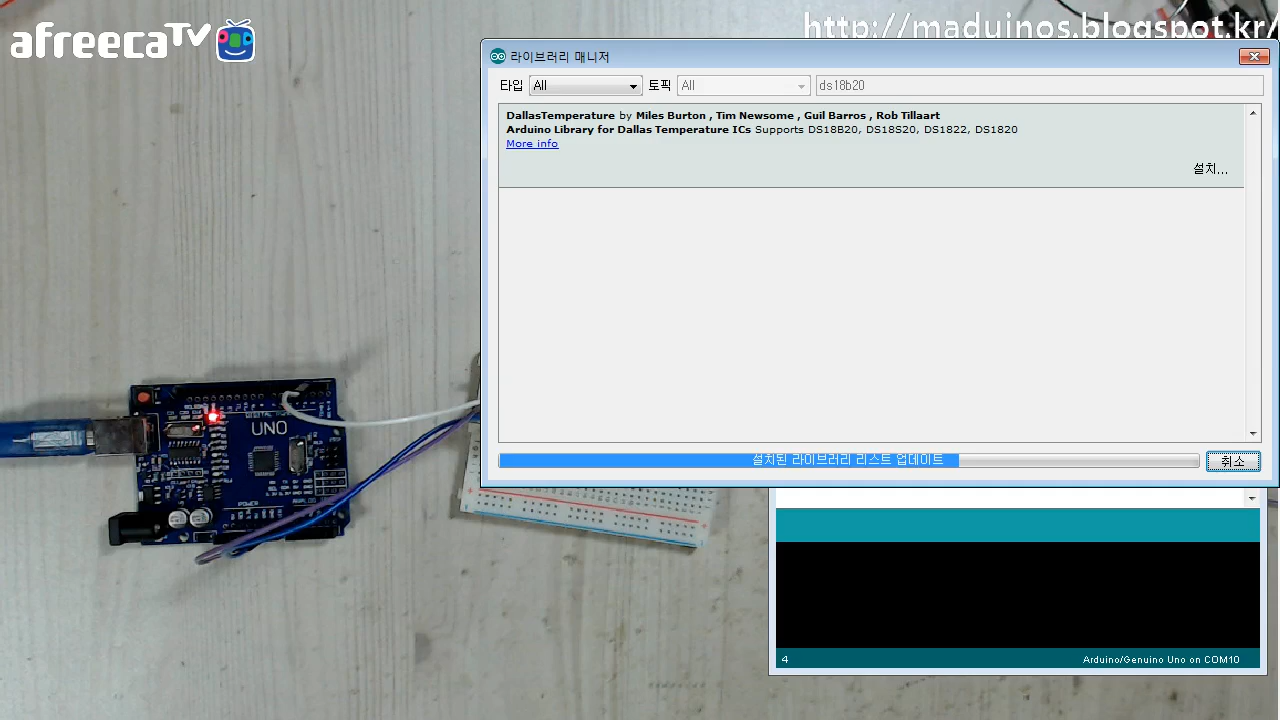 afreecaTV
http://maduinos.blogspot.kr/
라이브러리 매니저
타입 All 토픽 All ds18b20
DallasTemperature by Miles Burton , Tim Newsome , Guil Barros , Rob Tillaart
Arduino Library for Dallas Temperature ICs Supports DS18B20, DS18S20, DS1822, DS1820
More info
설치...
설치된 라이브러리 리스트 업데이트
취소
UNO
4
Arduino/Genuino Uno on COM10